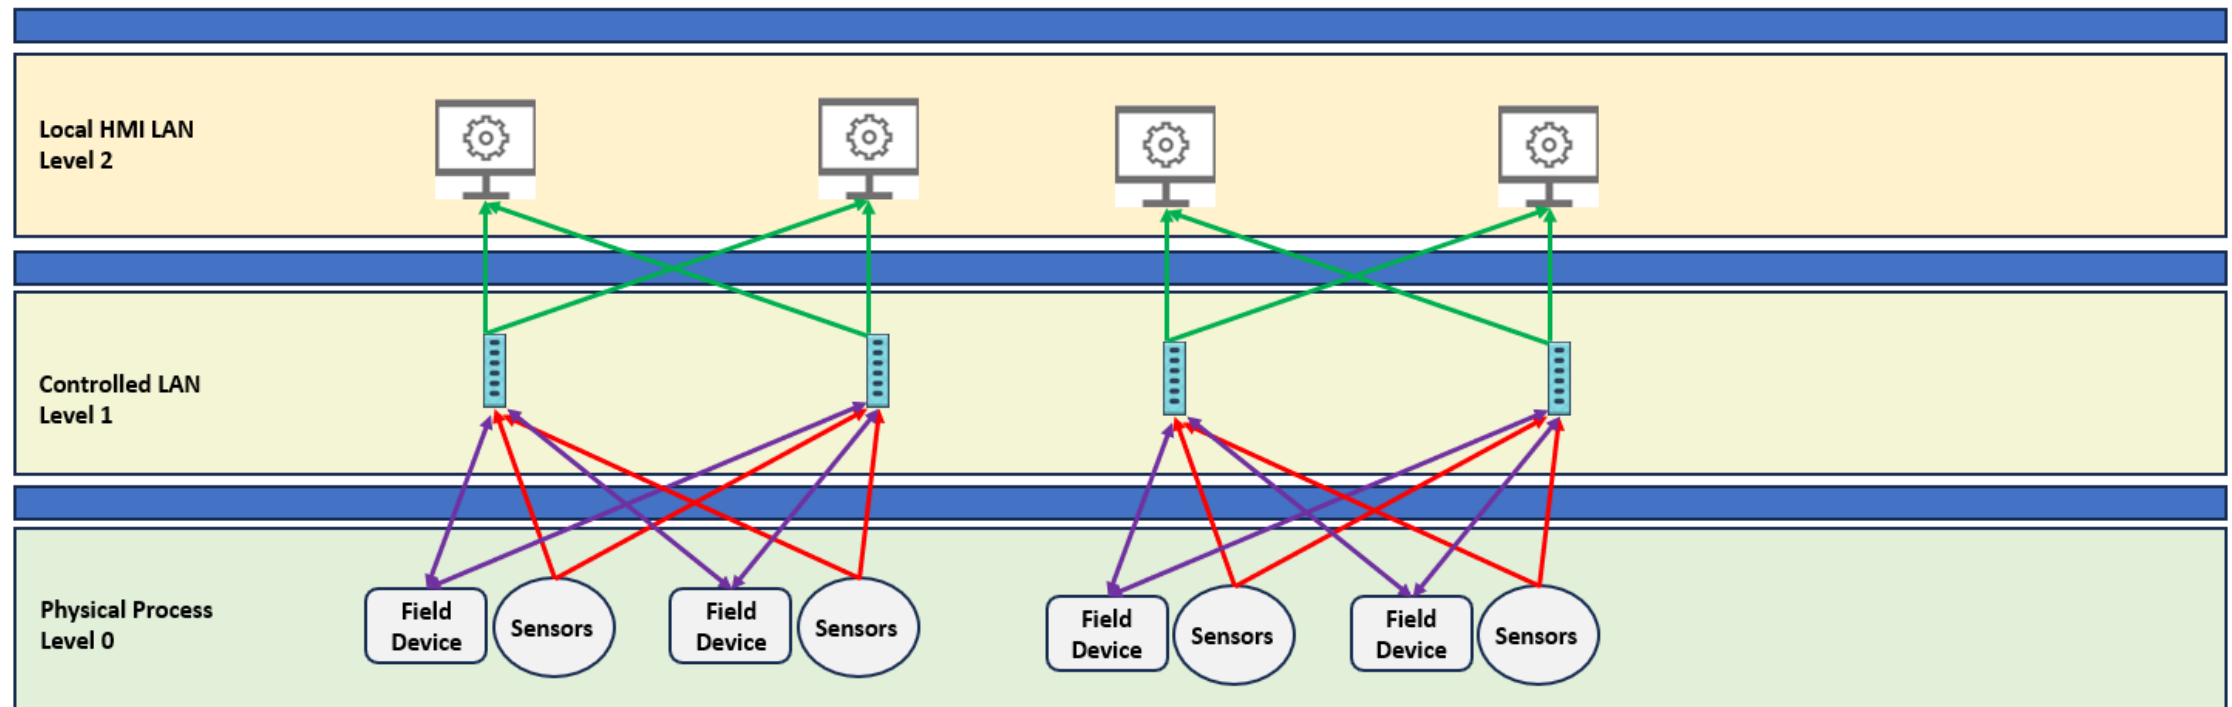 Local HMI LAN
Level 2
Controlled LAN
Level 1
Physical Process
Level 0
Field
Device
Sensors
Field
Device
Sensors
Field
Device
Sensors
Field
Device
Sensors